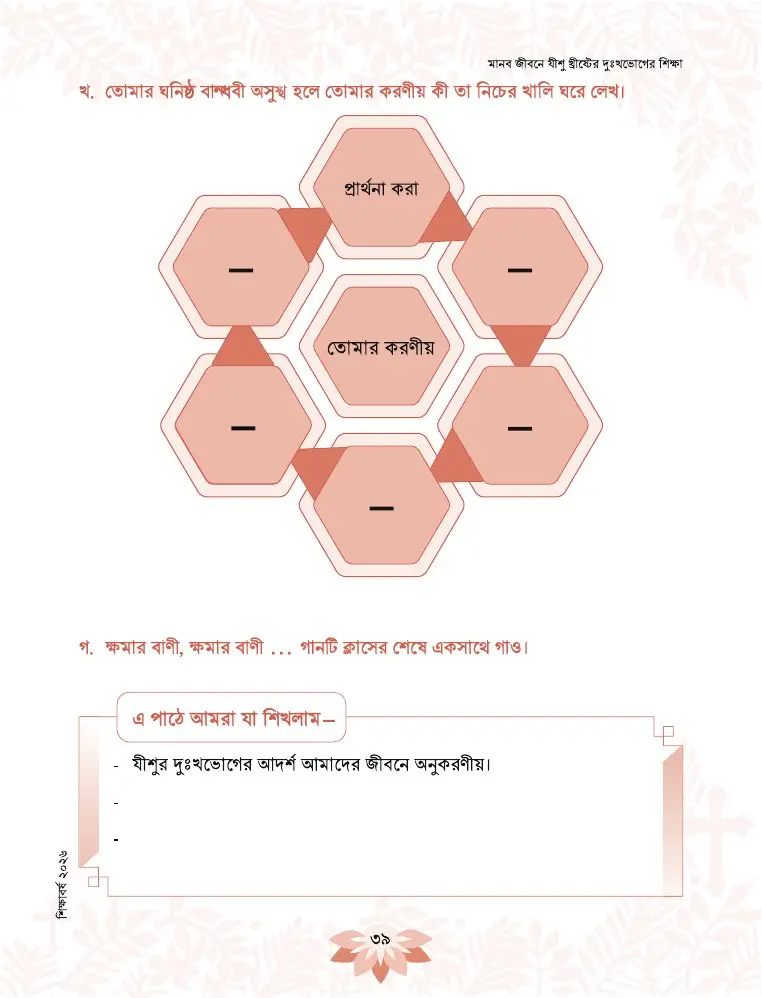 মানব জীবনে যীশু খ্রীষ্টের দুঃখভোগের শিক্ষা
খ. তোমার ঘনিষ্ঠ বান্ধবী অসুস্থ হলে তোমার করণীয় কী তা নিচের খালি ঘরে লেখ।
প্রার্থনা করা
–
–
তোমার করণীয়
–
–
–
গ. ক্ষমার বাণী, ক্ষমার বাণী ... গানটি ক্লাসের শেষে একসাথে গাও।
এ পাঠে আমরা যা শিখলাম–
- যীশুর দুঃখভোগের আদর্শ আমাদের জীবনে অনুকরণীয়।
-
-
শিক্ষাবর্ষ ২০২৬
৩৯